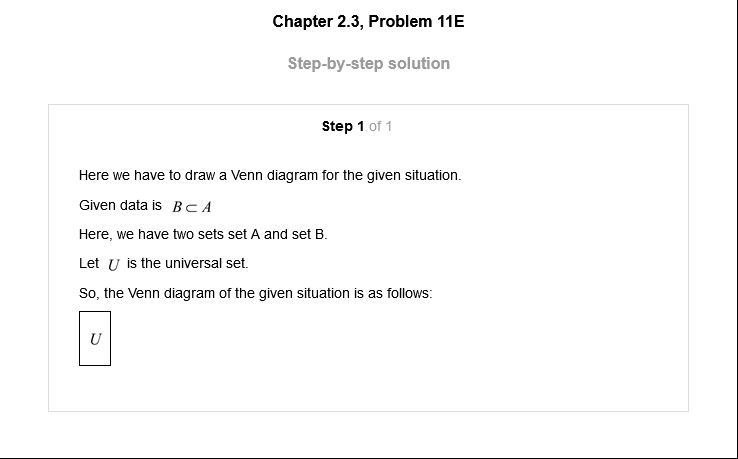 Chapter 2.3, Problem 11E
Step-by-step solution
Step 1 of 1
Here we have to draw a Venn diagram for the given situation.
Given data is B ⊂ A
Here, we have two sets set A and set B.
Let U is the universal set.
So, the Venn diagram of the given situation is as follows:
U